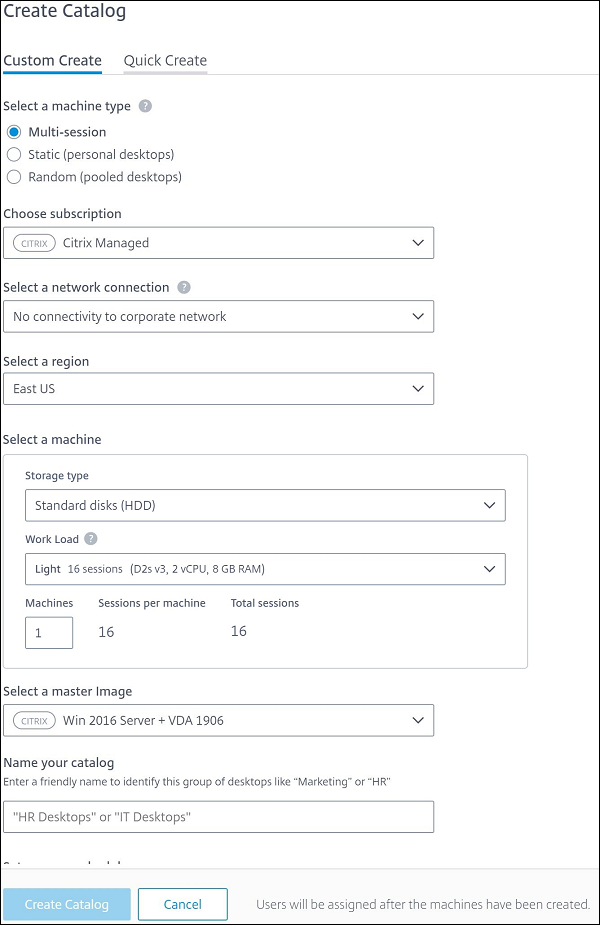 Create Catalog
Custom Create Quick Create
Select a machine type ?
Multi-session
Static (personal desktops)
Random (pooled desktops)
Choose subscription
CITRIX Citrix Managed
Select a network connection ?
No connectivity to corporate network
Select a region
East US
Select a machine
Storage type
Standard disks (HDD)
Work Load ?
Light 16 sessions (D2s v3, 2 vCPU, 8 GB RAM)
Machines Sessions per machine Total sessions
1 16 16
Select a master Image
CITRIX Win 2016 Server + VDA 1906
Name your catalog
Enter a friendly name to identify this group of desktops like “Marketing” or “HR”
"HR Desktops" or "IT Desktops"
Create Catalog Cancel Users will be assigned after the machines have been created.